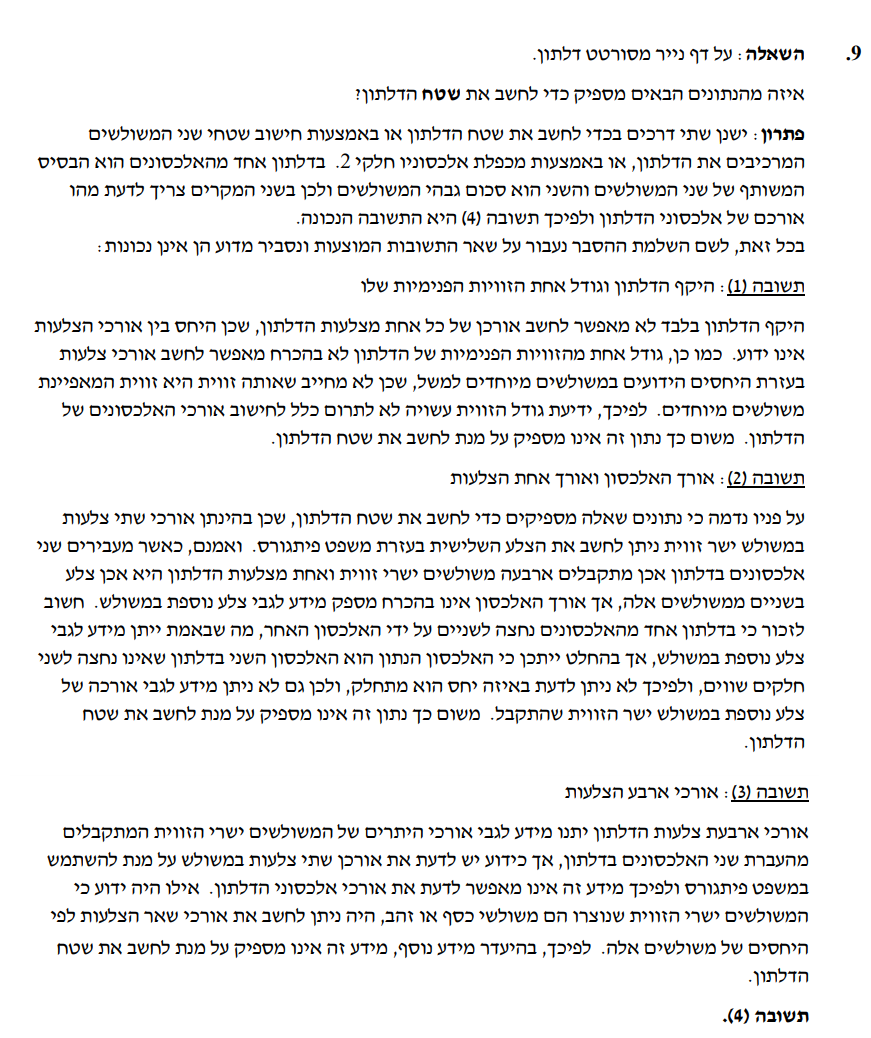 9. השאלה: על דף נייר מסורטט דלתון.
איזה מהנתונים הבאים מספיק כדי לחשב את שטח הדלתון?
פתרון: ישנן שתי דרכים בכדי לחשב את שטח הדלתון או באמצעות חישוב שטחי שני המשולשים
המרכיבים את הדלתון, או באמצעות מכפלת אלכסוניו חלקי 2. בדלתון אחד מהאלכסונים הוא הבסיס
המשותף של שני המשולשים והשני הוא סכום גבהי המשולשים ולכן בשני המקרים צריך לדעת מהו
אורכם של אלכסוני הדלתון ולפיכך תשובה (4) היא התשובה הנכונה.
בכל זאת, לשם השלמת ההסבר נעבור על שאר התשובות המוצעות ונסביר מדוע הן אינן נכונות:
תשובה (1): היקף הדלתון וגודל אחת הזוויות הפנימיות שלו
היקף הדלתון בלבד לא מאפשר לחשב אורכן של כל אחת מצלעות הדלתון, שכן היחס בין אורכי הצלעות
אינו ידוע. כמו כן, גודל אחת מהזוויות הפנימיות של הדלתון לא בהכרח מאפשר לחשב אורכי צלעות
בעזרת היחסים הידועים במשולשים מיוחדים למשל, שכן לא מחייב שאותה זווית היא זווית המאפיינת
משולשים מיוחדים. לפיכך, ידיעת גודל הזווית עשויה לא לתרום כלל לחישוב אורכי האלכסונים של
הדלתון. משום כך נתון זה אינו מספיק על מנת לחשב את שטח הדלתון.
תשובה (2): אורך האלכסון ואורך אחת הצלעות
על פניו נדמה כי נתונים שאלה מספיקים כדי לחשב את שטח הדלתון, שכן בהינתן אורכי שתי צלעות
במשולש ישר זווית ניתן לחשב את הצלע השלישית בעזרת משפט פיתגורס. ואמנם, כאשר מעבירים שני
אלכסונים בדלתון אכן מתקבלים ארבעה משולשים ישרי זווית ואחת מצלעות הדלתון היא אכן צלע
בשניים ממשולשים אלה, אך אורך האלכסון אינו בהכרח מספק מידע לגבי צלע נוספת במשולש. חשוב
לזכור כי בדלתון אחד מהאלכסונים נחצה לשניים על ידי האלכסון האחר, מה שבאמת ייתן מידע לגבי
צלע נוספת במשולש, אך בהחלט ייתכן כי האלכסון הנתון הוא האלכסון השני בדלתון שאינו נחצה לשני
חלקים שווים, ולפיכך לא ניתן לדעת באיזה יחס הוא מתחלק, ולכן גם לא ניתן מידע לגבי אורכה של
צלע נוספת במשולש ישר הזווית שהתקבל. משום כך נתון זה אינו מספיק על מנת לחשב את שטח
הדלתון.
תשובה (3): אורכי ארבע הצלעות
אורכי ארבעת צלעות הדלתון יתנו מידע לגבי אורכי היתרים של המשולשים ישרי הזווית המתקבלים
מהעברת שני האלכסונים בדלתון, אך כידוע יש לדעת את אורכן שתי צלעות במשולש על מנת להשתמש
במשפט פיתגורס ולפיכך מידע זה אינו מאפשר לדעת את אורכי אלכסוני הדלתון. אילו היה ידוע כי
המשולשים ישרי הזווית שנוצרו הם משולשי כסף או זהב, היה ניתן לחשב את אורכי שאר הצלעות לפי
היחסים של משולשים אלה. לפיכך, בהיעדר מידע נוסף, מידע זה אינו מספיק על מנת לחשב את שטח
הדלתון.
תשובה (4).